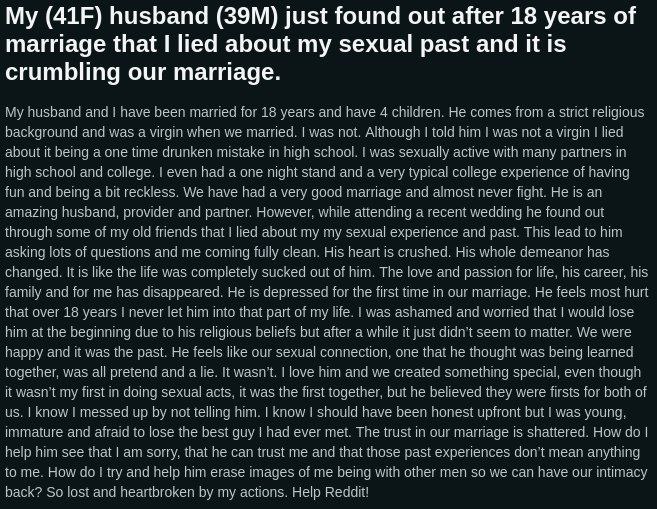 My (41F) husband (39M) just found out after 18 years of
marriage that I lied about my sexual past and it is
crumbling our marriage.
My husband and I have been married for 18 years and have 4 children. He comes from a strict religious
background and was a virgin when we married. I was not. Although I told him I was not a virgin I lied
about it being a one time drunken mistake in high school. I was sexually active with many partners in
high school and college. I even had a one night stand and a very typical college experience of having
fun and being a bit reckless. We have had a very good marriage and almost never fight. He is an
amazing husband, provider and partner. However, while attending a recent wedding he found out
through some of my old friends that I lied about my my sexual experience and past. This lead to him
asking lots of questions and me coming fully clean. His heart is crushed. His whole demeanor has
changed. It is like the life was completely sucked out of him. The love and passion for life, his career, his
family and for me has disappeared. He is depressed for the first time in our marriage. He feels most hurt
that over 18 years I never let him into that part of my life. I was ashamed and worried that I would lose
him at the beginning due to his religious beliefs but after a while it just didn't seem to matter. We were
happy and it was the past. He feels like our sexual connection, one that he thought was being learned
together, was all pretend and a lie. It wasn't. I love him and we created something special, even though
it wasn't my first in doing sexual acts, it was the first together, but he believed they were firsts for both of
us. I know I messed up by not telling him. I know I should have been honest upfront but I was young,
immature and afraid to lose the best guy I had ever met. The trust in our marriage is shattered. How do I
help him see that I am sorry, that he can trust me and that those past experiences don't mean anything
to me. How do I try and help him erase images of me being with other men so we can have our intimacy
back? So lost and heartbroken by my actions. Help Reddit!